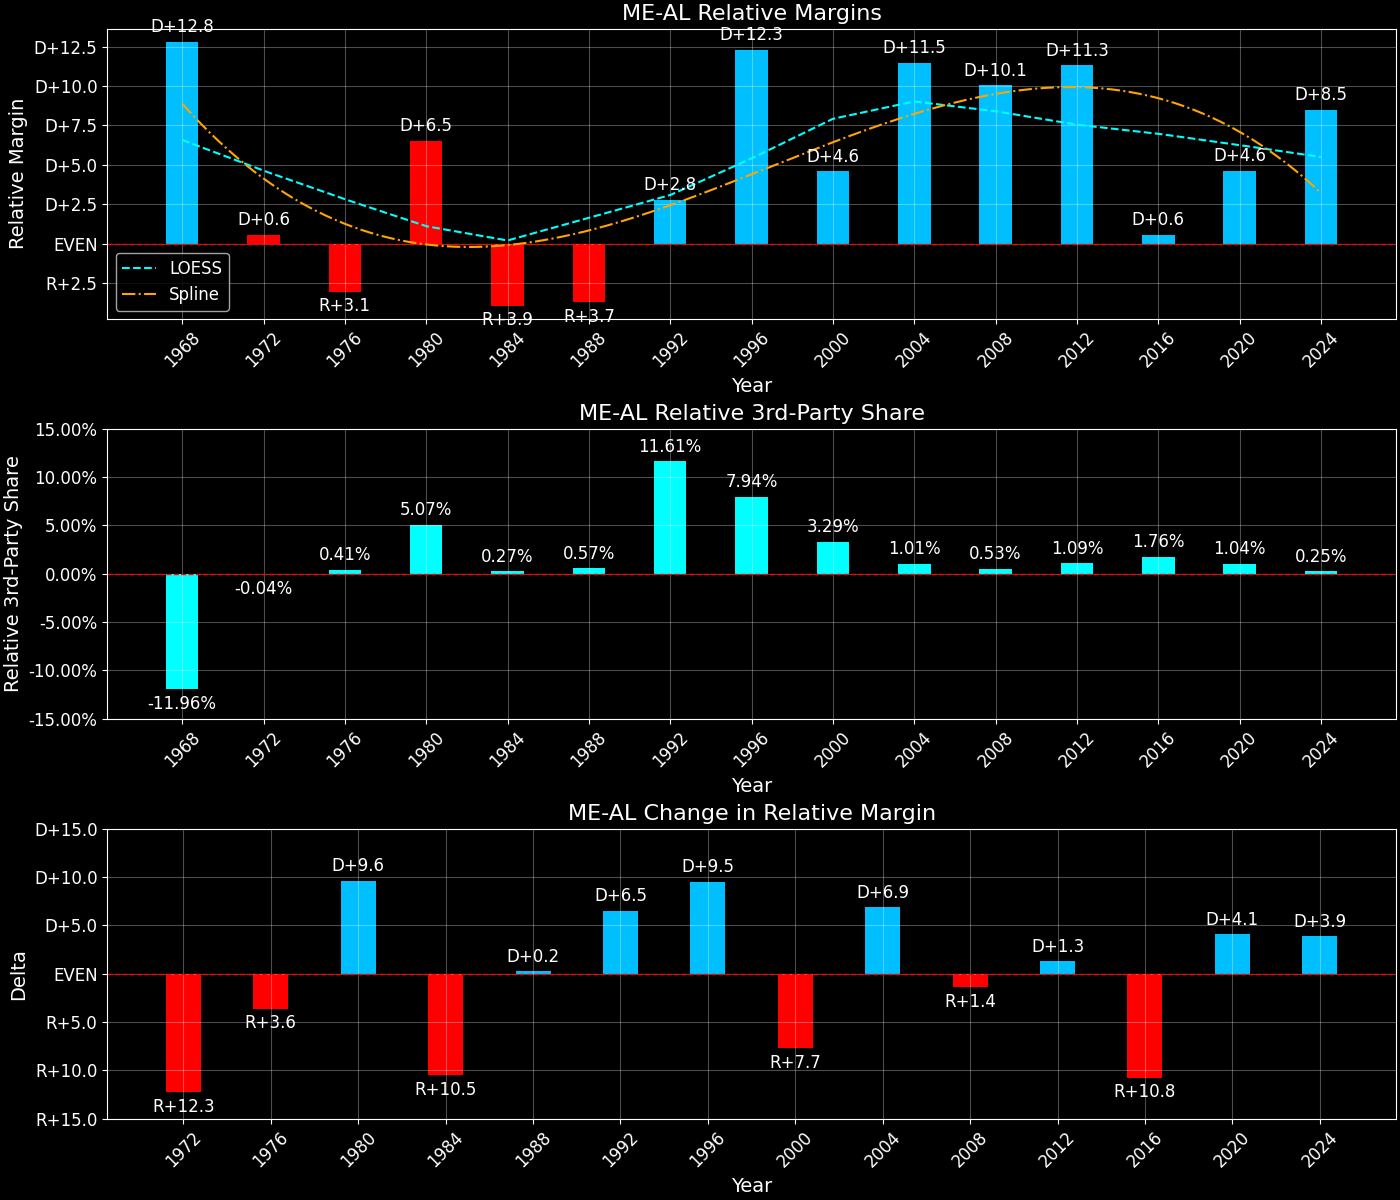 ME-AL Relative Margins
Relative Margin
D+12.5
D+10.0
D+7.5
D+5.0
D+2.5
EVEN
R+2.5
D+12.8
D+0.6
R+3.1
D+6.5
R+3.9
R+3.7
D+2.8
D+12.3
D+4.6
D+11.5
D+10.1
D+11.3
D+0.6
D+4.6
D+8.5
LOESS
Spline
1968
1972
1976
1980
1984
1988
1992
1996
2000
2004
2008
2012
2016
2020
2024
Year
ME-AL Relative 3rd-Party Share
Relative 3rd-Party Share
15.00%
10.00%
5.00%
0.00%
-5.00%
-10.00%
-15.00%
-11.96%
-0.04%
0.41%
5.07%
0.27%
0.57%
11.61%
7.94%
3.29%
1.01%
0.53%
1.09%
1.76%
1.04%
0.25%
1968
1972
1976
1980
1984
1988
1992
1996
2000
2004
2008
2012
2016
2020
2024
Year
ME-AL Change in Relative Margin
Delta
D+15.0
D+10.0
D+5.0
EVEN
R+5.0
R+10.0
R+15.0
R+12.3
R+3.6
D+9.6
R+10.5
D+0.2
D+6.5
D+9.5
R+7.7
D+6.9
R+1.4
D+1.3
R+10.8
D+4.1
D+3.9
1972
1976
1980
1984
1988
1992
1996
2000
2004
2008
2012
2016
2020
2024
Year